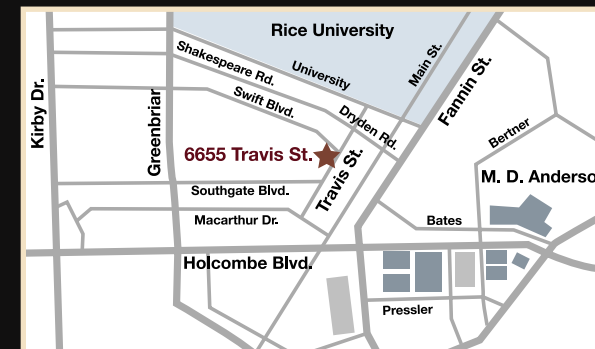 Rice University
Shakespeare Rd.
University
Main St.
Kirby Dr.
Swift Blvd.
Fannin St.
Greenbriar
Dryden Rd.
Bertner
6655 Travis St.
Travis St.
M. D. Anderso
Southgate Blvd.
Macarthur Dr.
Bates
Holcombe Blvd.
Pressler